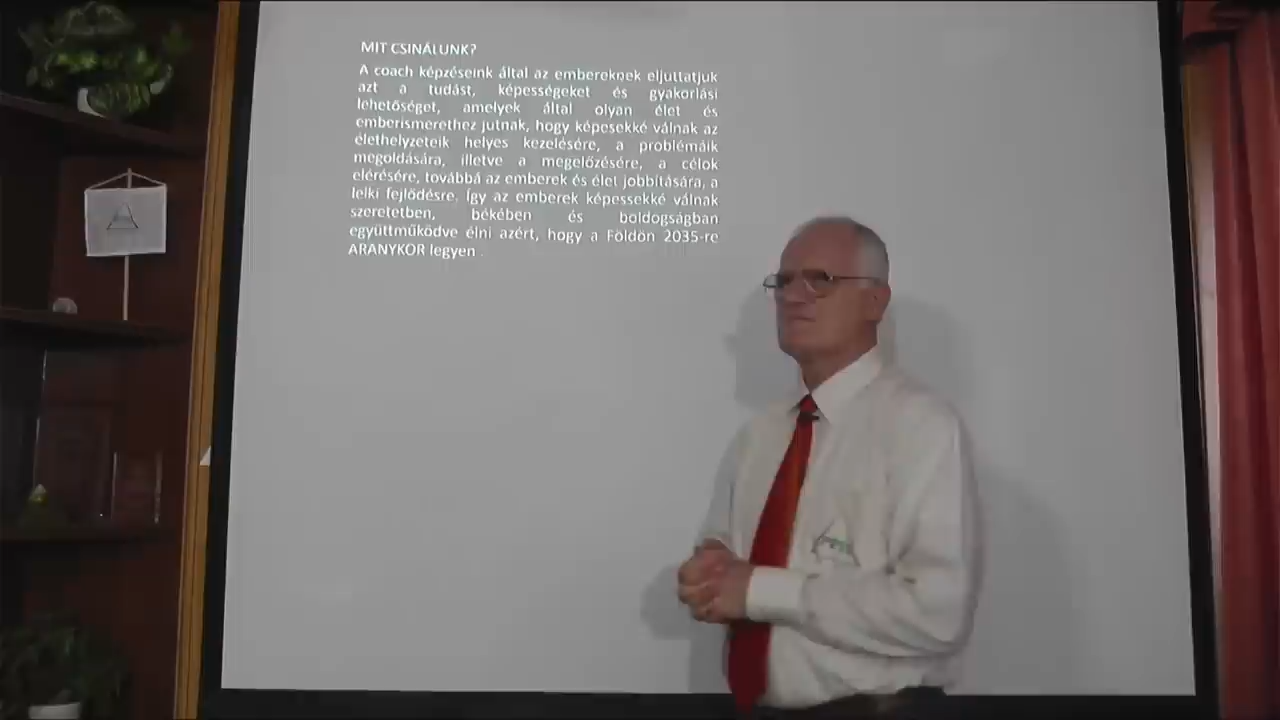 MIT CSINÁLUNK?
A coach képzéseink által az embereknek eljuttatjuk
azt a tudást, képességeket és gyakorlási
lehetőséget, amelyek által olyan élet és
emberismerethez jutnak, hogy képesekké válnak az
élethelyzeteik helyes kezelésére, a problémáik
megoldására, illetve a megelőzésére, a célok
elérésére, továbbá az emberek és élet jobbítására, a
lelki fejlődésre. Így az emberek képessekké válnak
szeretetben, békében és boldogságban
együttműködve élni azért, hogy a Földön 2035-re
ARANYKOR legyen .